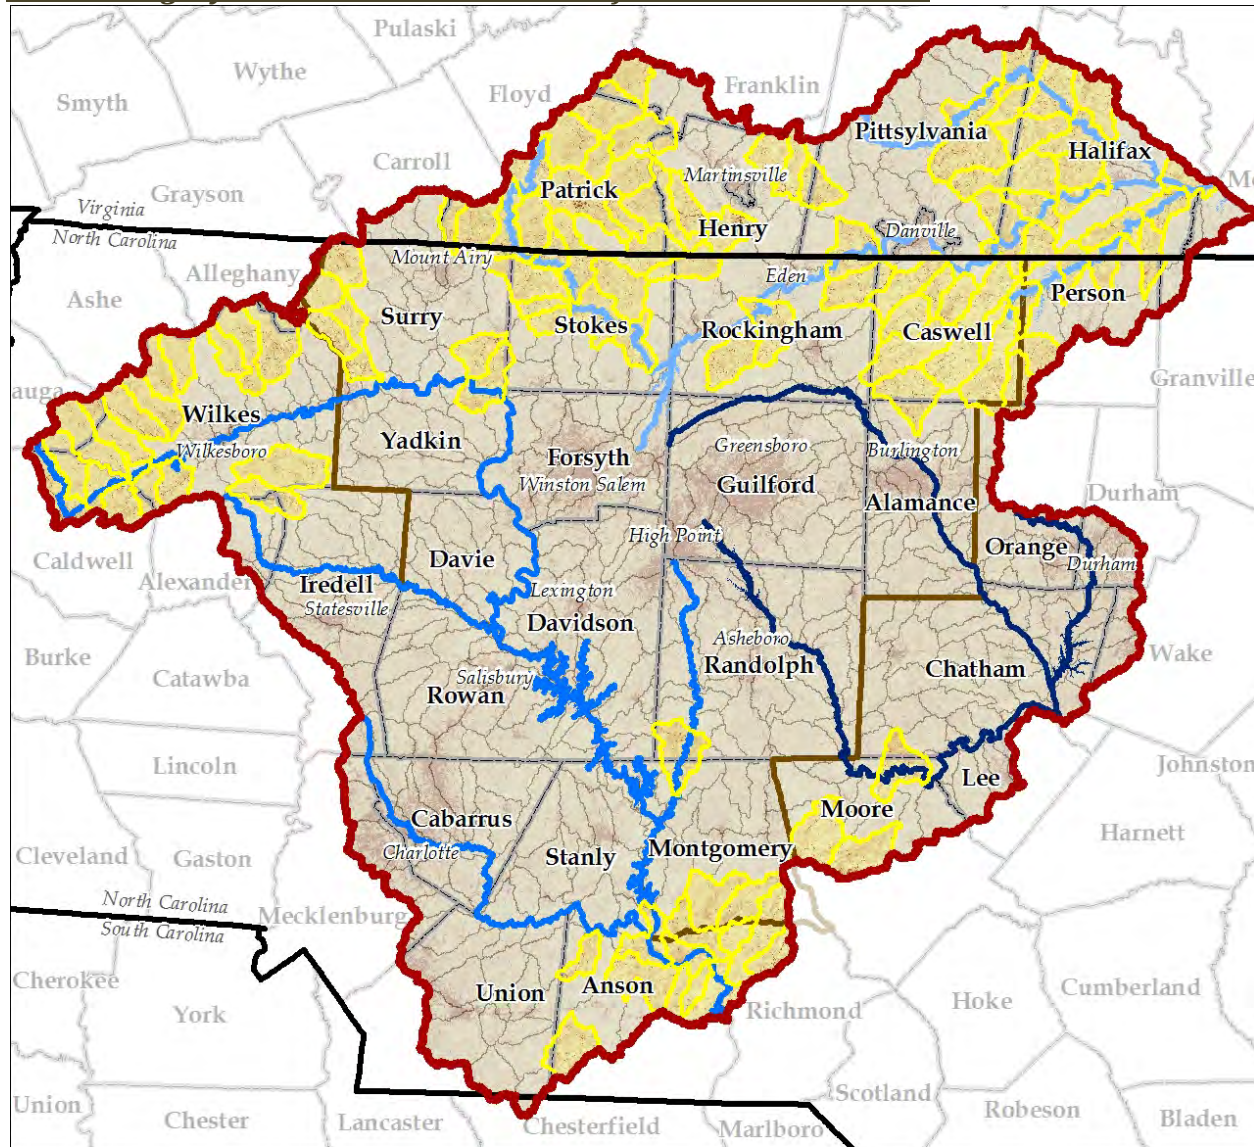 Pulaski
Wythe
Franklin
Floyd
Smyth
Pittsylvania
Halifax
Carroll
Martinsville
Patrick
Grayson
Virginia
Henry
Danville
North Carolina
Mount Airy
Alleghany
Eden
Ashe
Person
Surry
Stokes
Rockingham
Caswell
Granville
Wilkes
Yadkin
Greensboro
Burlington
Wilkesboro
Forsyth
Winston Salem
Guilford
Durham
Alamance
High Point
Orange
Durham
Caldwell
Davie
Alexander
Iredell
Lexington
Statesville
Davidson
Asheboro
Burke
Randolph
Chatham
Wake
Catawba
Salisbury
Rowan
Lincoln
Lee
Johnston
Moore
Cabarrus
Harnett
Charlotte
Stanly
Montgomery
Cleveland
Gaston
North Carolina
Mecklenburg
South Carolina
Cherokee
Anson
Union
Cumberland
Hoke
York
Richmond
Scotland
Union
Chester
Lancaster
Chesterfield
Marlboro
Robeson
Bladen